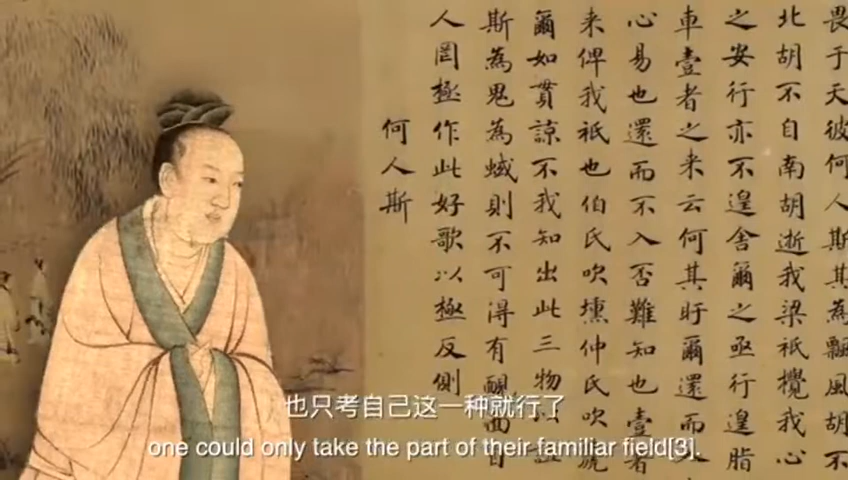 畏于天彼何人斯其為飄風胡不
北胡不自南胡逝我梁祇攪我心
之安行亦不遑舍爾之亟行遑脂
車壹者之来云何其盱爾還而
心易也還而不入否難知也壹者
来俾我祇也伯氏吹壎仲氏吹
爾如貫諒不我知出此三物以
斯為鬼為蜮則不可得有靦面目
人罔極作此好歌以極反側
何人斯
也只考自己这一种就行了
one could only take the part of their familiar field[3].